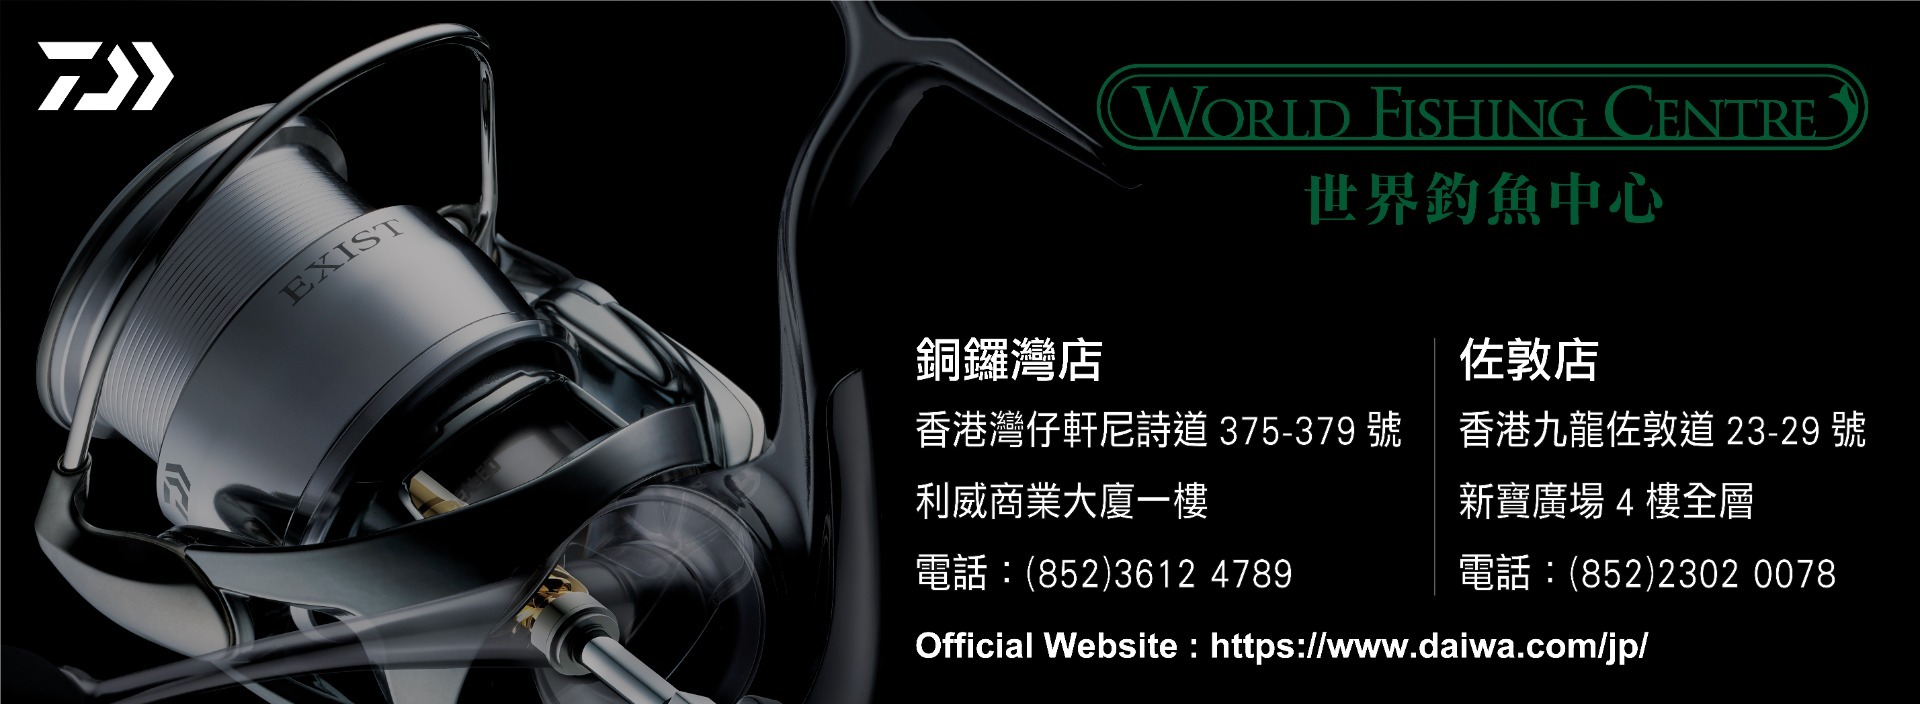 WORLD FISHING CENTRE
世界釣魚中心
EXIST
銅鑼灣店
香港灣仔軒尼詩道 375-379 號
利威商業大廈一樓
電話：(852)3612 4789
佐敦店
香港九龍佐敦道 23-29 號
新寶廣場 4 樓全層
電話：(852)2302 0078
Official Website : https://www.daiwa.com/jp/